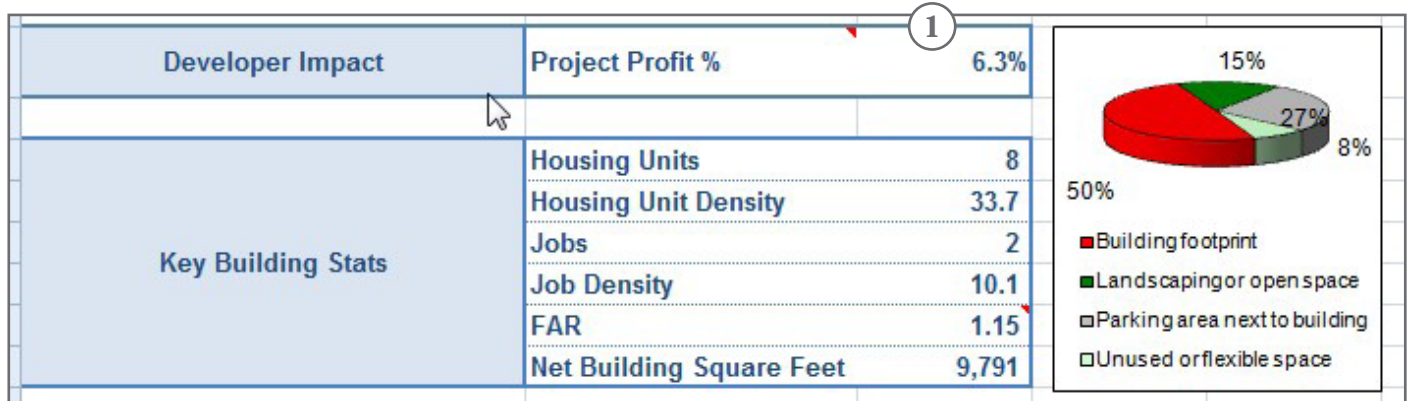 1
Developer Impact
Project Profit % 6.3%
Key Building Stats
Housing Units 8
Housing Unit Density 33.7
Jobs 2
Job Density 10.1
FAR 1.15
Net Building Square Feet 9,791
15%
27%
8%
50%
Building footprint
Landscaping or open space
Parking area next to building
Unused or flexible space